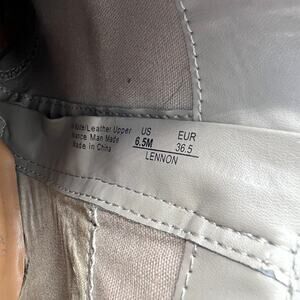 Leather Upper
Man Made
Made in China
US EUR
6.5M 36.5
LENNON